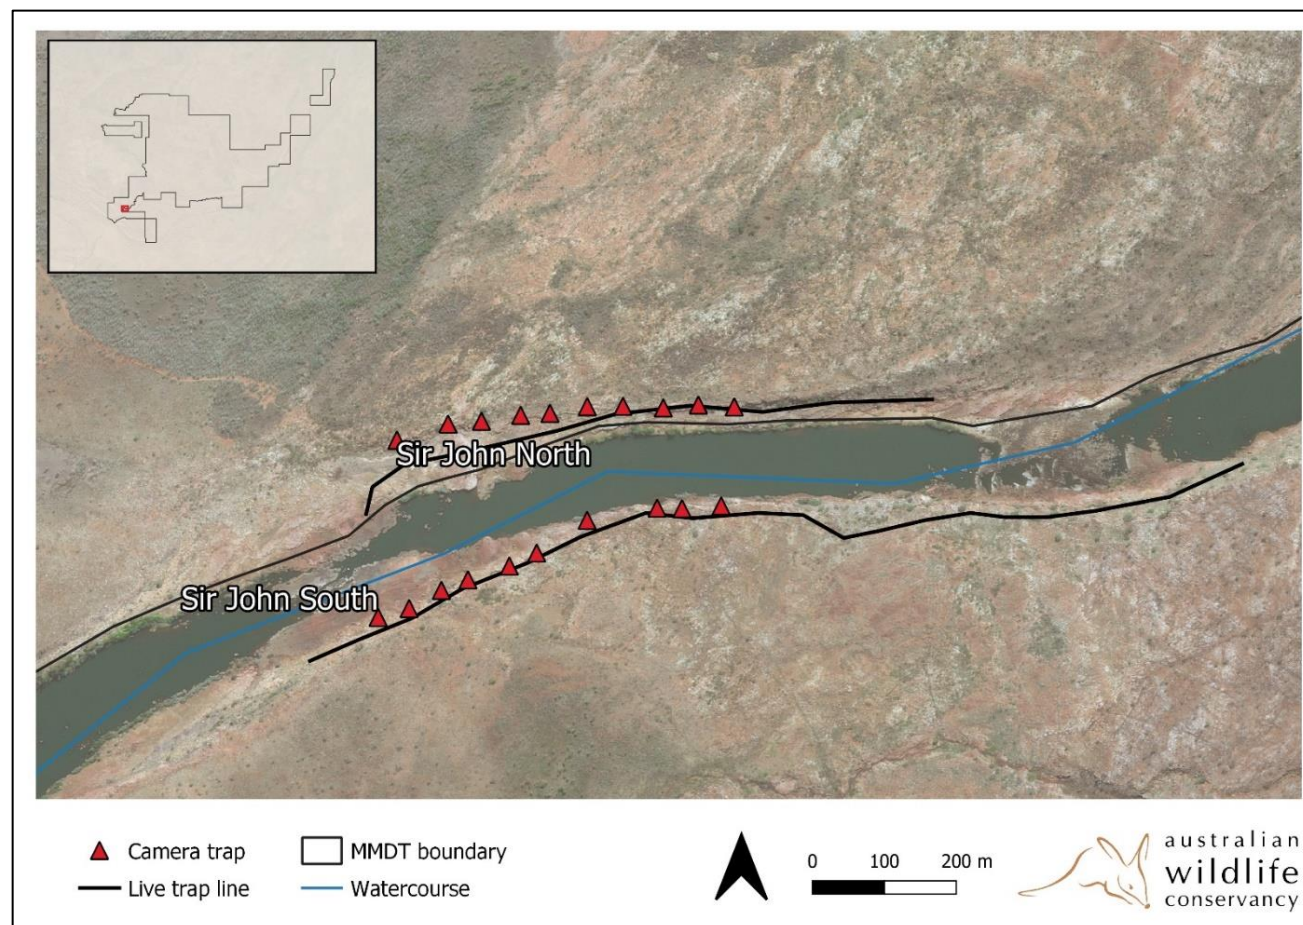 Sir John North
Sir John South
Camera trap
MMDT boundary
Live trap line
Watercourse
0 100 200 m
australian
wildlife
conservancy